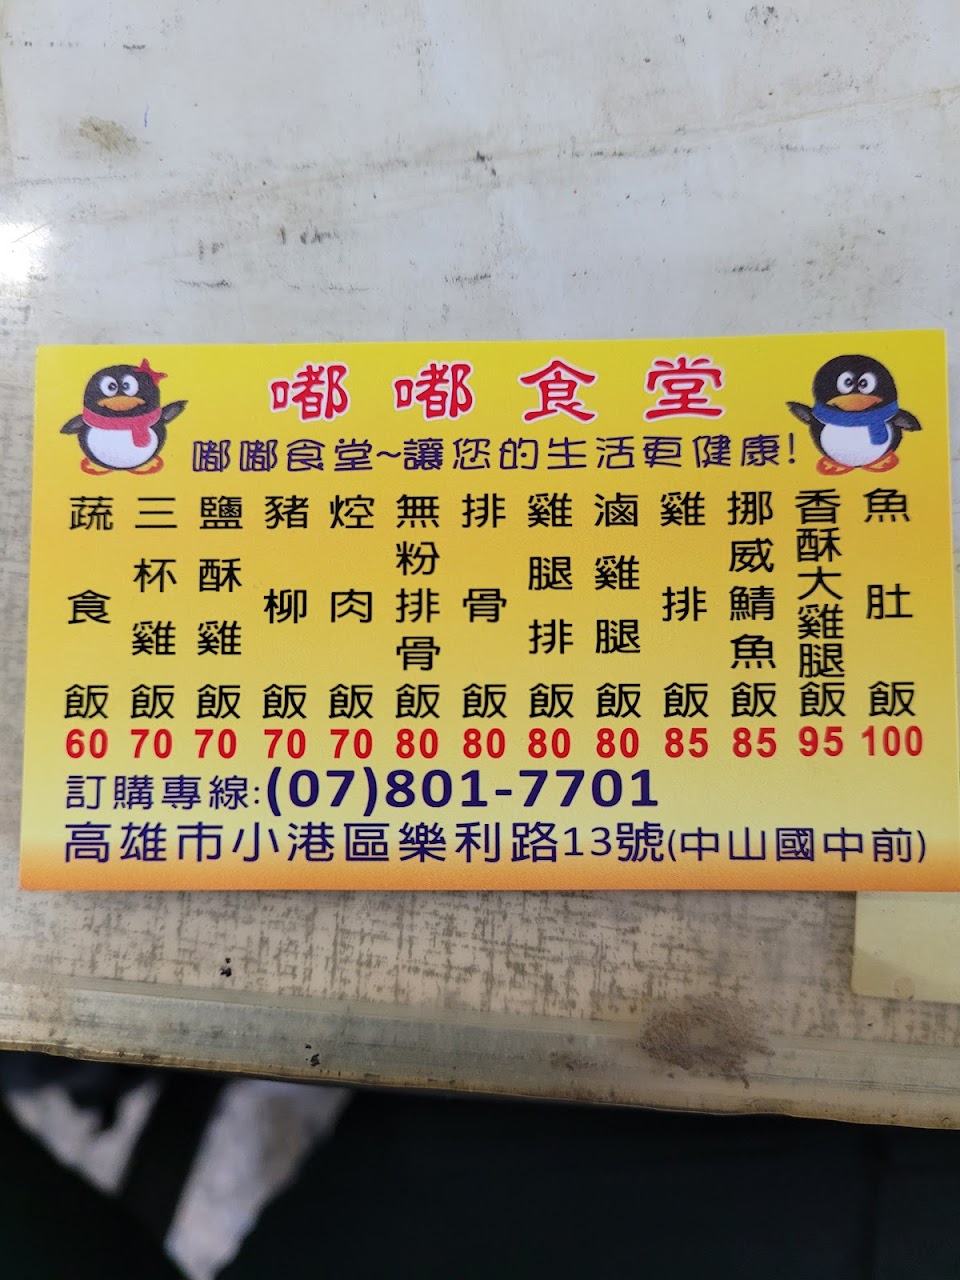 嘟嘟食堂
嘟嘟食堂~讓您的生活更健康!
蔬食飯 60
三杯雞飯 70
鹽酥雞飯 70
豬柳飯 70
焢肉飯 70
無粉排骨飯 80
排骨飯 80
雞腿排飯 80
滷雞腿飯 80
雞排飯 85
挪威鯖魚飯 85
香酥大雞腿飯 95
魚肚飯 100
訂購專線:(07)801-7701
高雄市小港區樂利路13號(中山國中前)